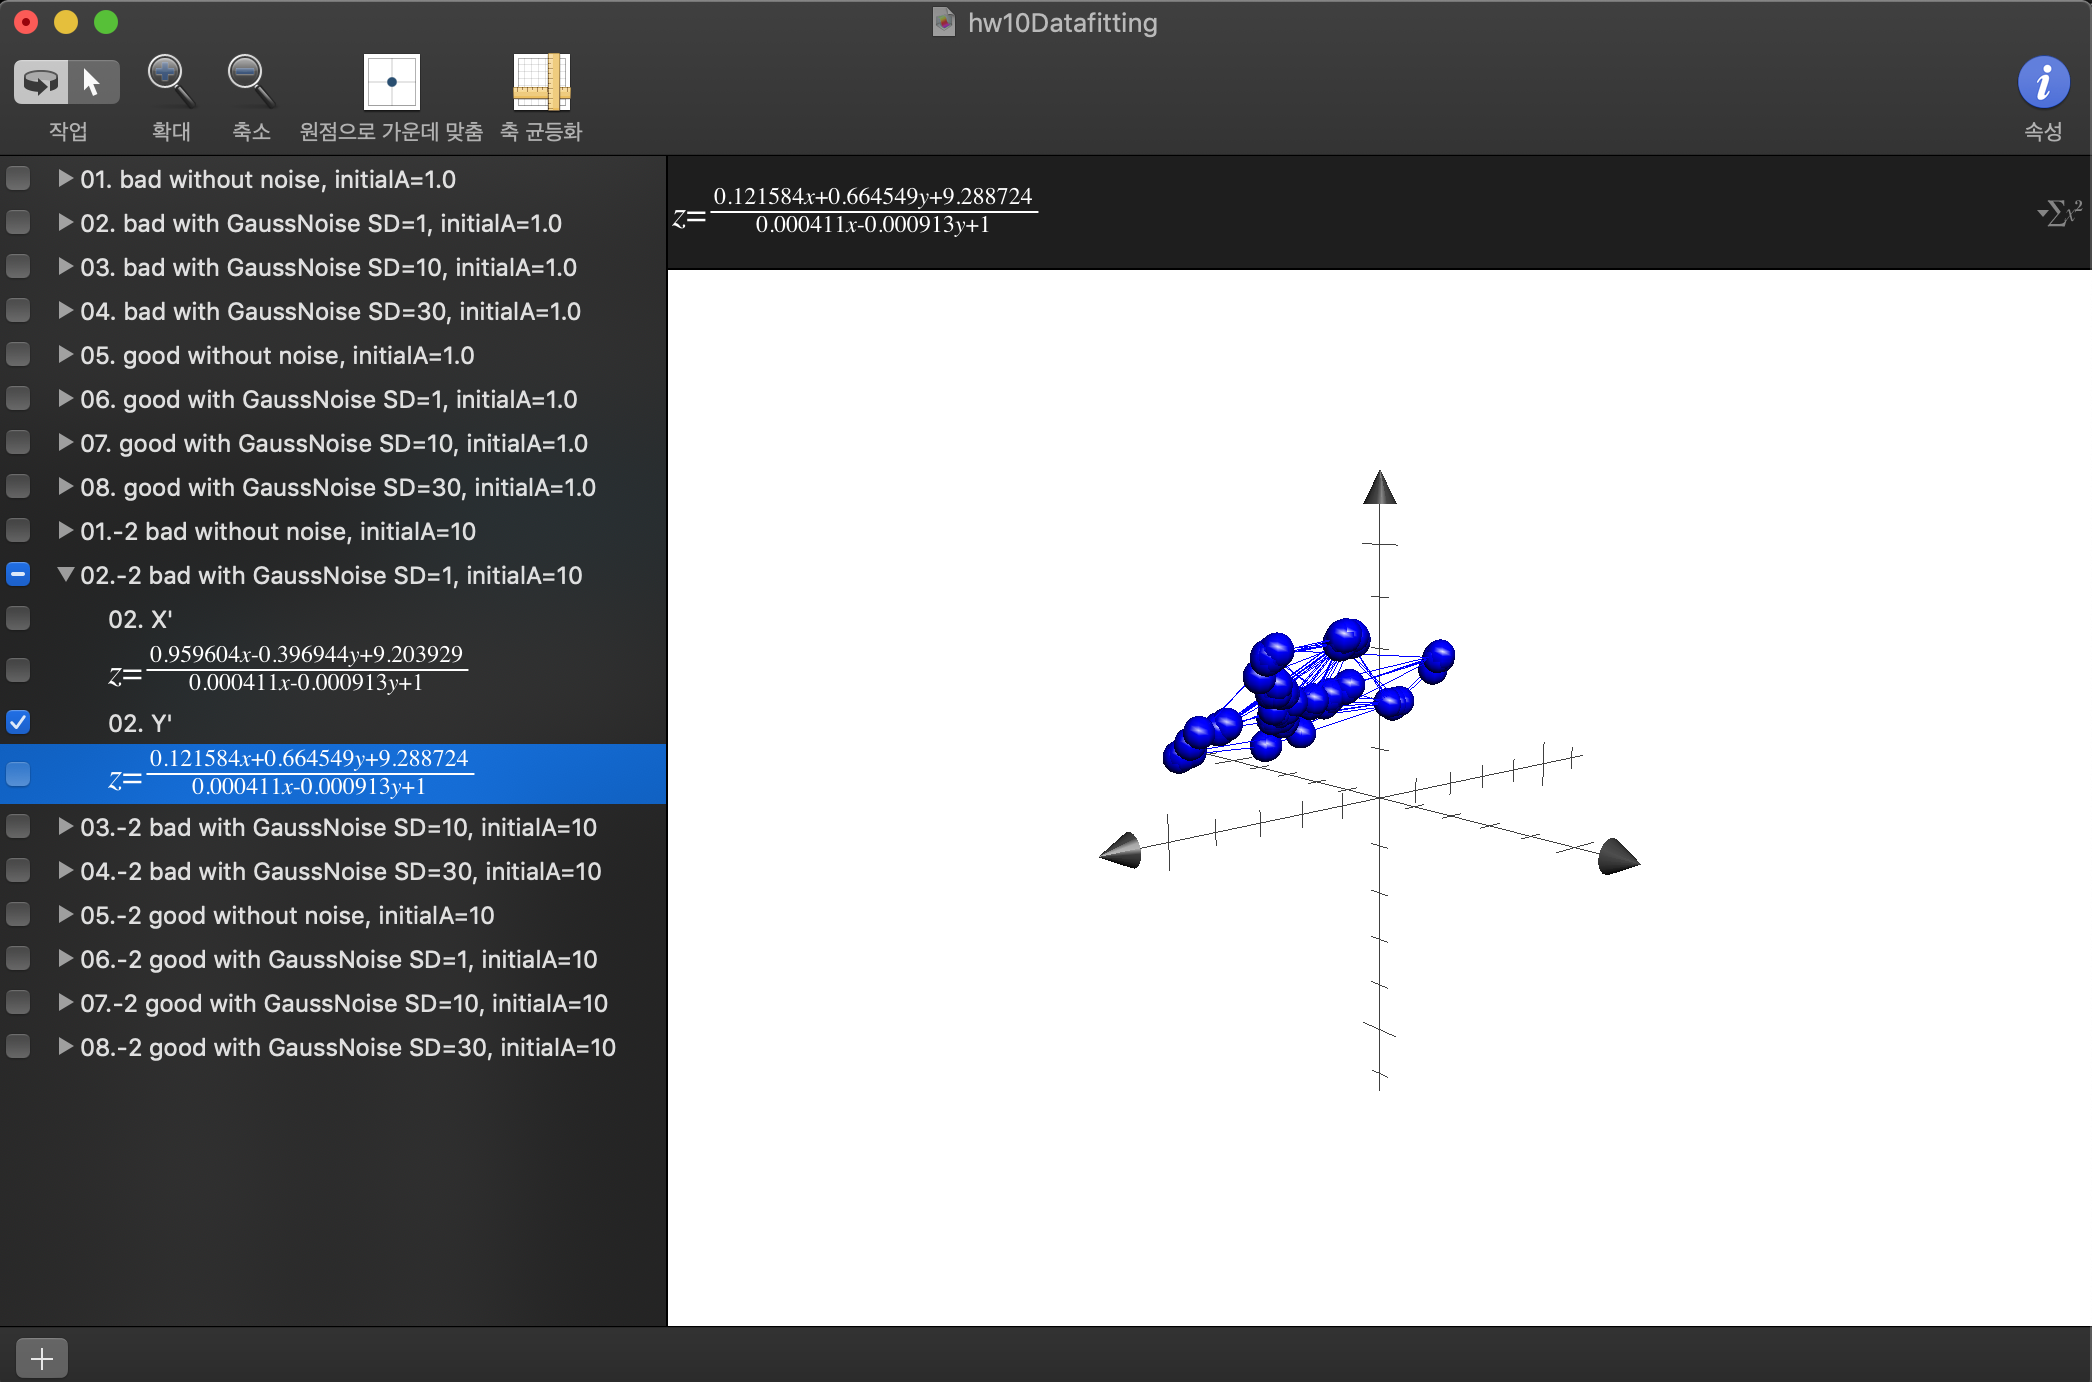 hw10Datafitting
작업
확대
축소
원점으로 가운데 맞춤
축 균등화
속성
01. bad without noise, initialA=1.0
02. bad with GaussNoise SD=1, initialA=1.0
03. bad with GaussNoise SD=10, initialA=1.0
04. bad with GaussNoise SD=30, initialA=1.0
05. good without noise, initialA=1.0
06. good with GaussNoise SD=1, initialA=1.0
07. good with GaussNoise SD=10, initialA=1.0
08. good with GaussNoise SD=30, initialA=1.0
01.-2 bad without noise, initialA=10
02.-2 bad with GaussNoise SD=1, initialA=10
02. X'
z=
0.959604x-0.396944y+9.203929
0.000411x-0.000913y+1
02. Y'
z=
0.121584x+0.664549y+9.288724
0.000411x-0.000913y+1
03.-2 bad with GaussNoise SD=10, initialA=10
04.-2 bad with GaussNoise SD=30, initialA=10
05.-2 good without noise, initialA=10
06.-2 good with GaussNoise SD=1, initialA=10
07.-2 good with GaussNoise SD=10, initialA=10
08.-2 good with GaussNoise SD=30, initialA=10
z=
0.121584x+0.664549y+9.288724
0.000411x-0.000913y+1
∑x²